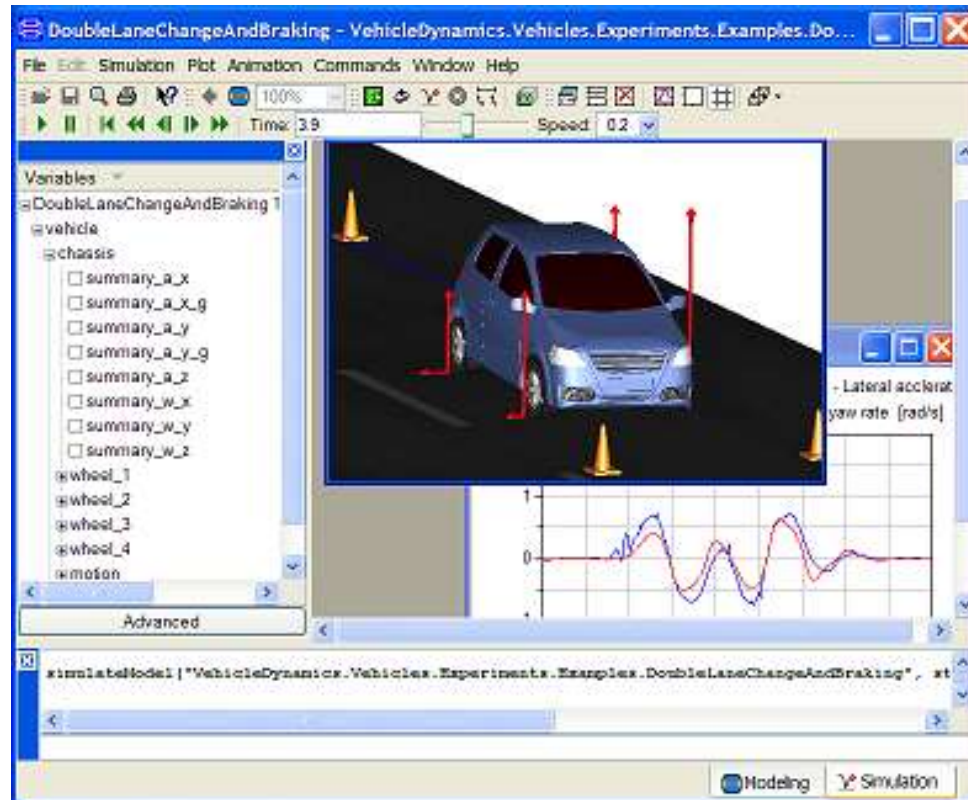 DoubleLaneChangeAndBraking - VehicleDynamics.Vehicles.Experiments.Examples.Do...
File Edit Simulation Plot Animation Commands Window Help
100%
Time: 3.9 Speed 0.2
Variables
DoubleLaneChangeAndBraking 1
vehicle
chassis
summary_a_x
summary_a_x_g
summary_a_y
summary_a_y_g
summary_a_z
summary_w_x
summary_w_y
summary_w_z
wheel_1
wheel_2
wheel_3
wheel_4
motion
Advanced
- Lateral acclerat
yaw rate [rad/s]
1
0
simulateModel("VehicleDynamics.Vehicles.Experiments.Examples.DoubleLaneChangeAndBraking", st
Modeling Simulation